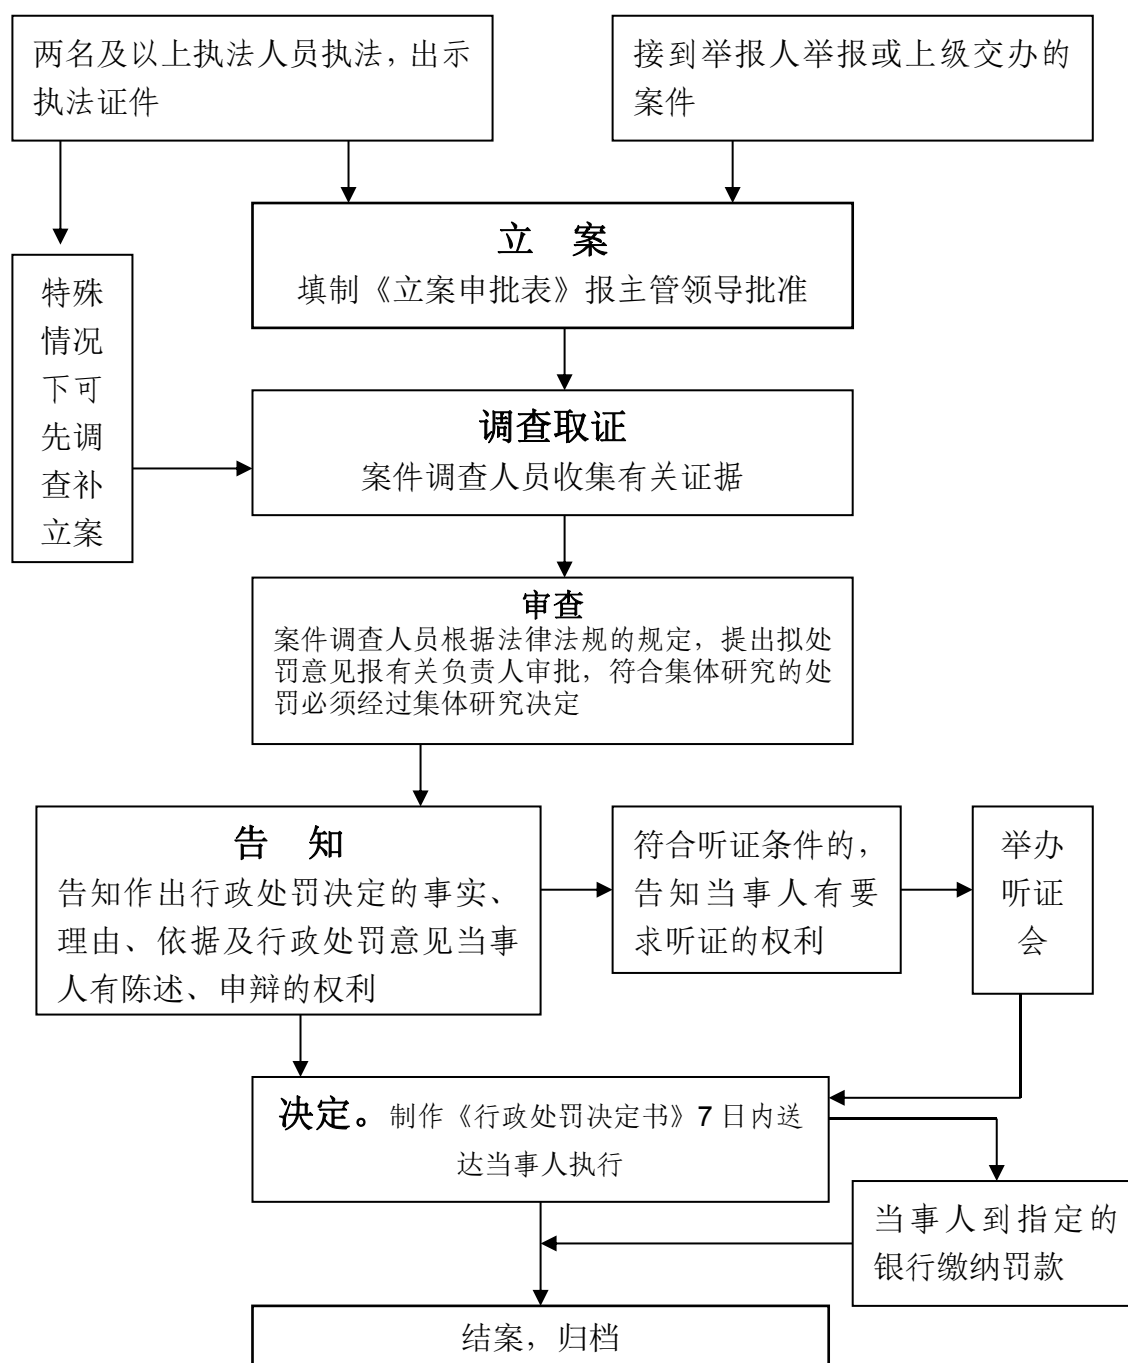 两名及以上执法人员执法，出示
执法证件
接到举报人举报或上级交办的
案件
立　案
填制《立案申批表》报主管领导批准
特殊
情况
下可
先调
查补
立案
调查取证
案件调查人员收集有关证据
审查
案件调查人员根据法律法规的规定，提出拟处
罚意见报有关负责人审批，符合集体研究的处
罚必须经过集体研究决定
告　知
告知作出行政处罚决定的事实、
理由、依据及行政处罚意见当事
人有陈述、申辩的权利
符合听证条件的，
告知当事人有要
求听证的权利
举办
听证
会
决定。制作《行政处罚决定书》7日内送
达当事人执行
当事人到指定的
银行缴纳罚款
结案，归档